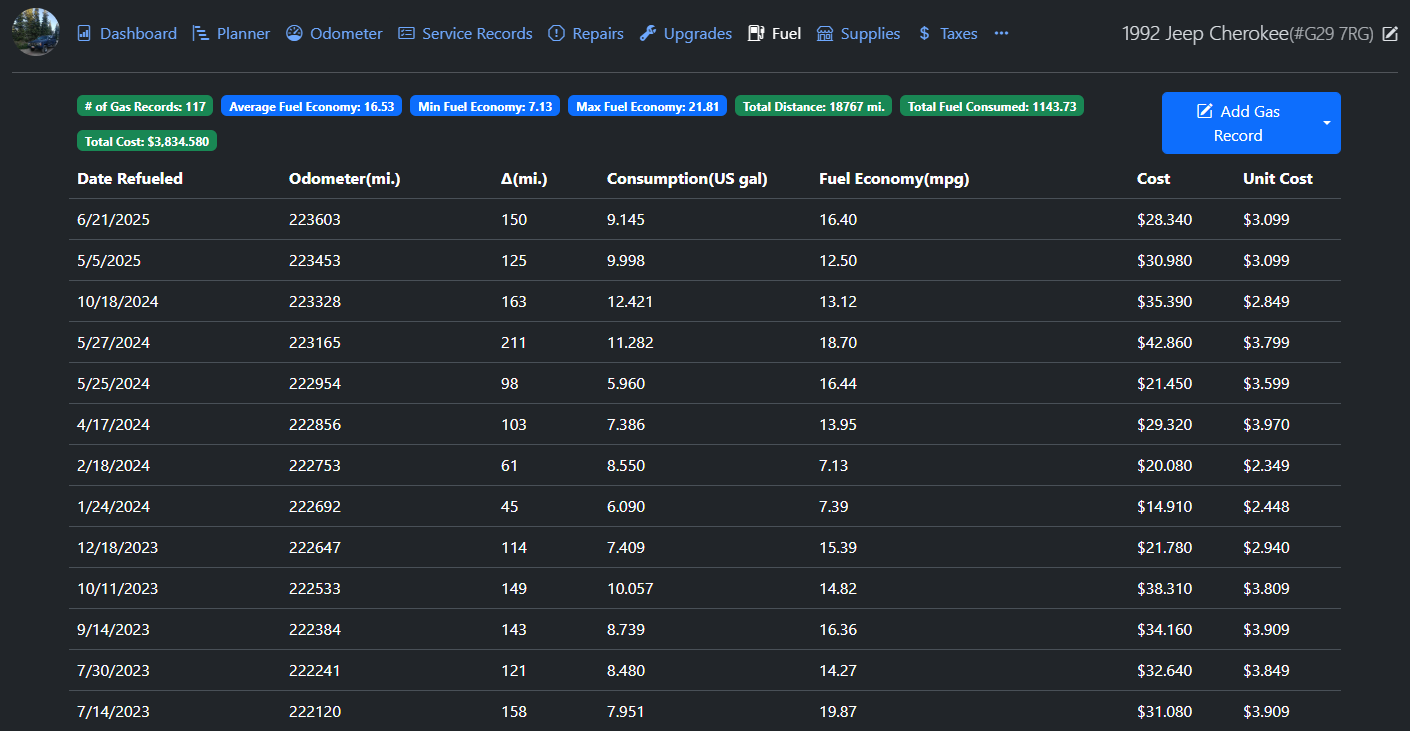 Dashboard Planner Odometer Service Records Repairs Upgrades Fuel Supplies $ Taxes ••• 1992 Jeep Cherokee(#G29 7RG)
# of Gas Records: 117 Average Fuel Economy: 16.53 Min Fuel Economy: 7.13 Max Fuel Economy: 21.81 Total Distance: 18767 mi. Total Fuel Consumed: 1143.73
Total Cost: $3,834.580
Add Gas
Record
Date Refueled Odometer(mi.) Δ(mi.) Consumption(US gal) Fuel Economy(mpg) Cost Unit Cost
6/21/2025 223603 150 9.145 16.40 $28.340 $3.099
5/5/2025 223453 125 9.998 12.50 $30.980 $3.099
10/18/2024 223328 163 12.421 13.12 $35.390 $2.849
5/27/2024 223165 211 11.282 18.70 $42.860 $3.799
5/25/2024 222954 98 5.960 16.44 $21.450 $3.599
4/17/2024 222856 103 7.386 13.95 $29.320 $3.970
2/18/2024 222753 61 8.550 7.13 $20.080 $2.349
1/24/2024 222692 45 6.090 7.39 $14.910 $2.448
12/18/2023 222647 114 7.409 15.39 $21.780 $2.940
10/11/2023 222533 149 10.057 14.82 $38.310 $3.809
9/14/2023 222384 143 8.739 16.36 $34.160 $3.909
7/30/2023 222241 121 8.480 14.27 $32.640 $3.849
7/14/2023 222120 158 7.951 19.87 $31.080 $3.909